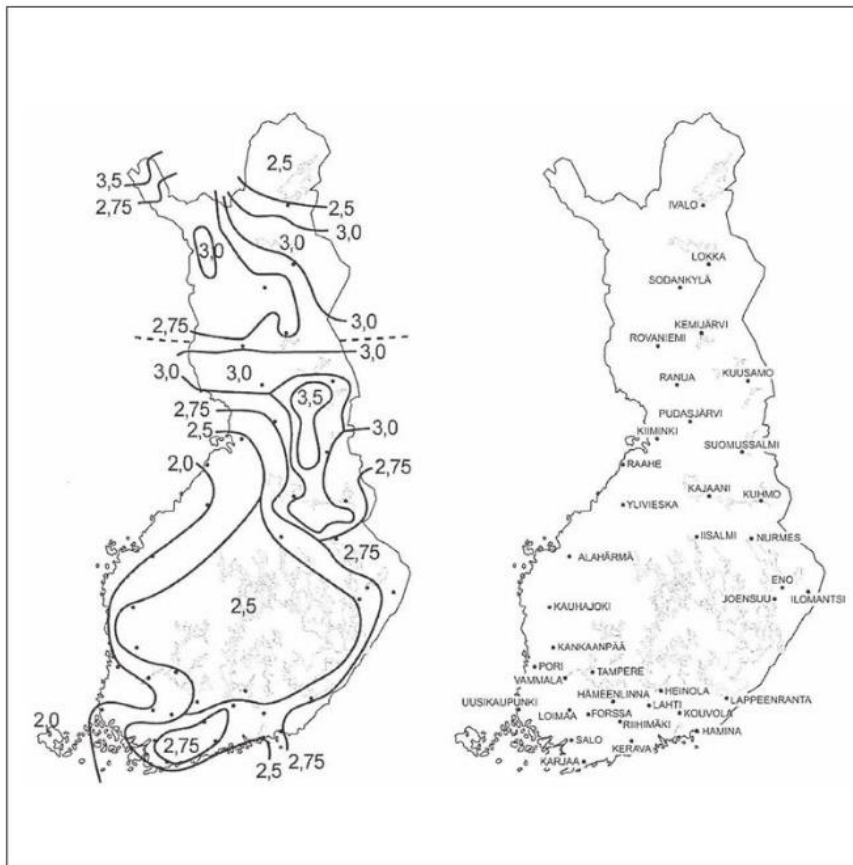 2,5
3,5
2,75
2,5
3,0
3,0
3,0
3,0
2,75
3,0
3,0
3,0
2,75
3,5
2,5
3,0
2,0
2,75
2,75
2,5
2,0
2,75
2,5
2,75
IVALO
LOKKA
SODANKYLÄ
KEMIJÄRVI
ROVANIEMI
RANUA
KUUSAMO
PUDASJÄRVI
KIIMINKI
SUOMUSSALMI
RAAHE
KAJAANI
KUHMO
YLIVIESKA
IISALMI
NURMES
ALAHÄRMÄ
ENO
JOENSUU
ILOMANTSI
KAUHAJOKI
KANKAANPÄÄ
PORI
TAMPERE
VAMMALA
HÄMEENLINNA
HEINOLA
LAPPEENRANTA
UUSIKAUPUNKI
LAHTI
LOIMAA
FORSSA
KOUVOLA
RIIHIMÄKI
HAMINA
SALO
KERAVA
KARJAA